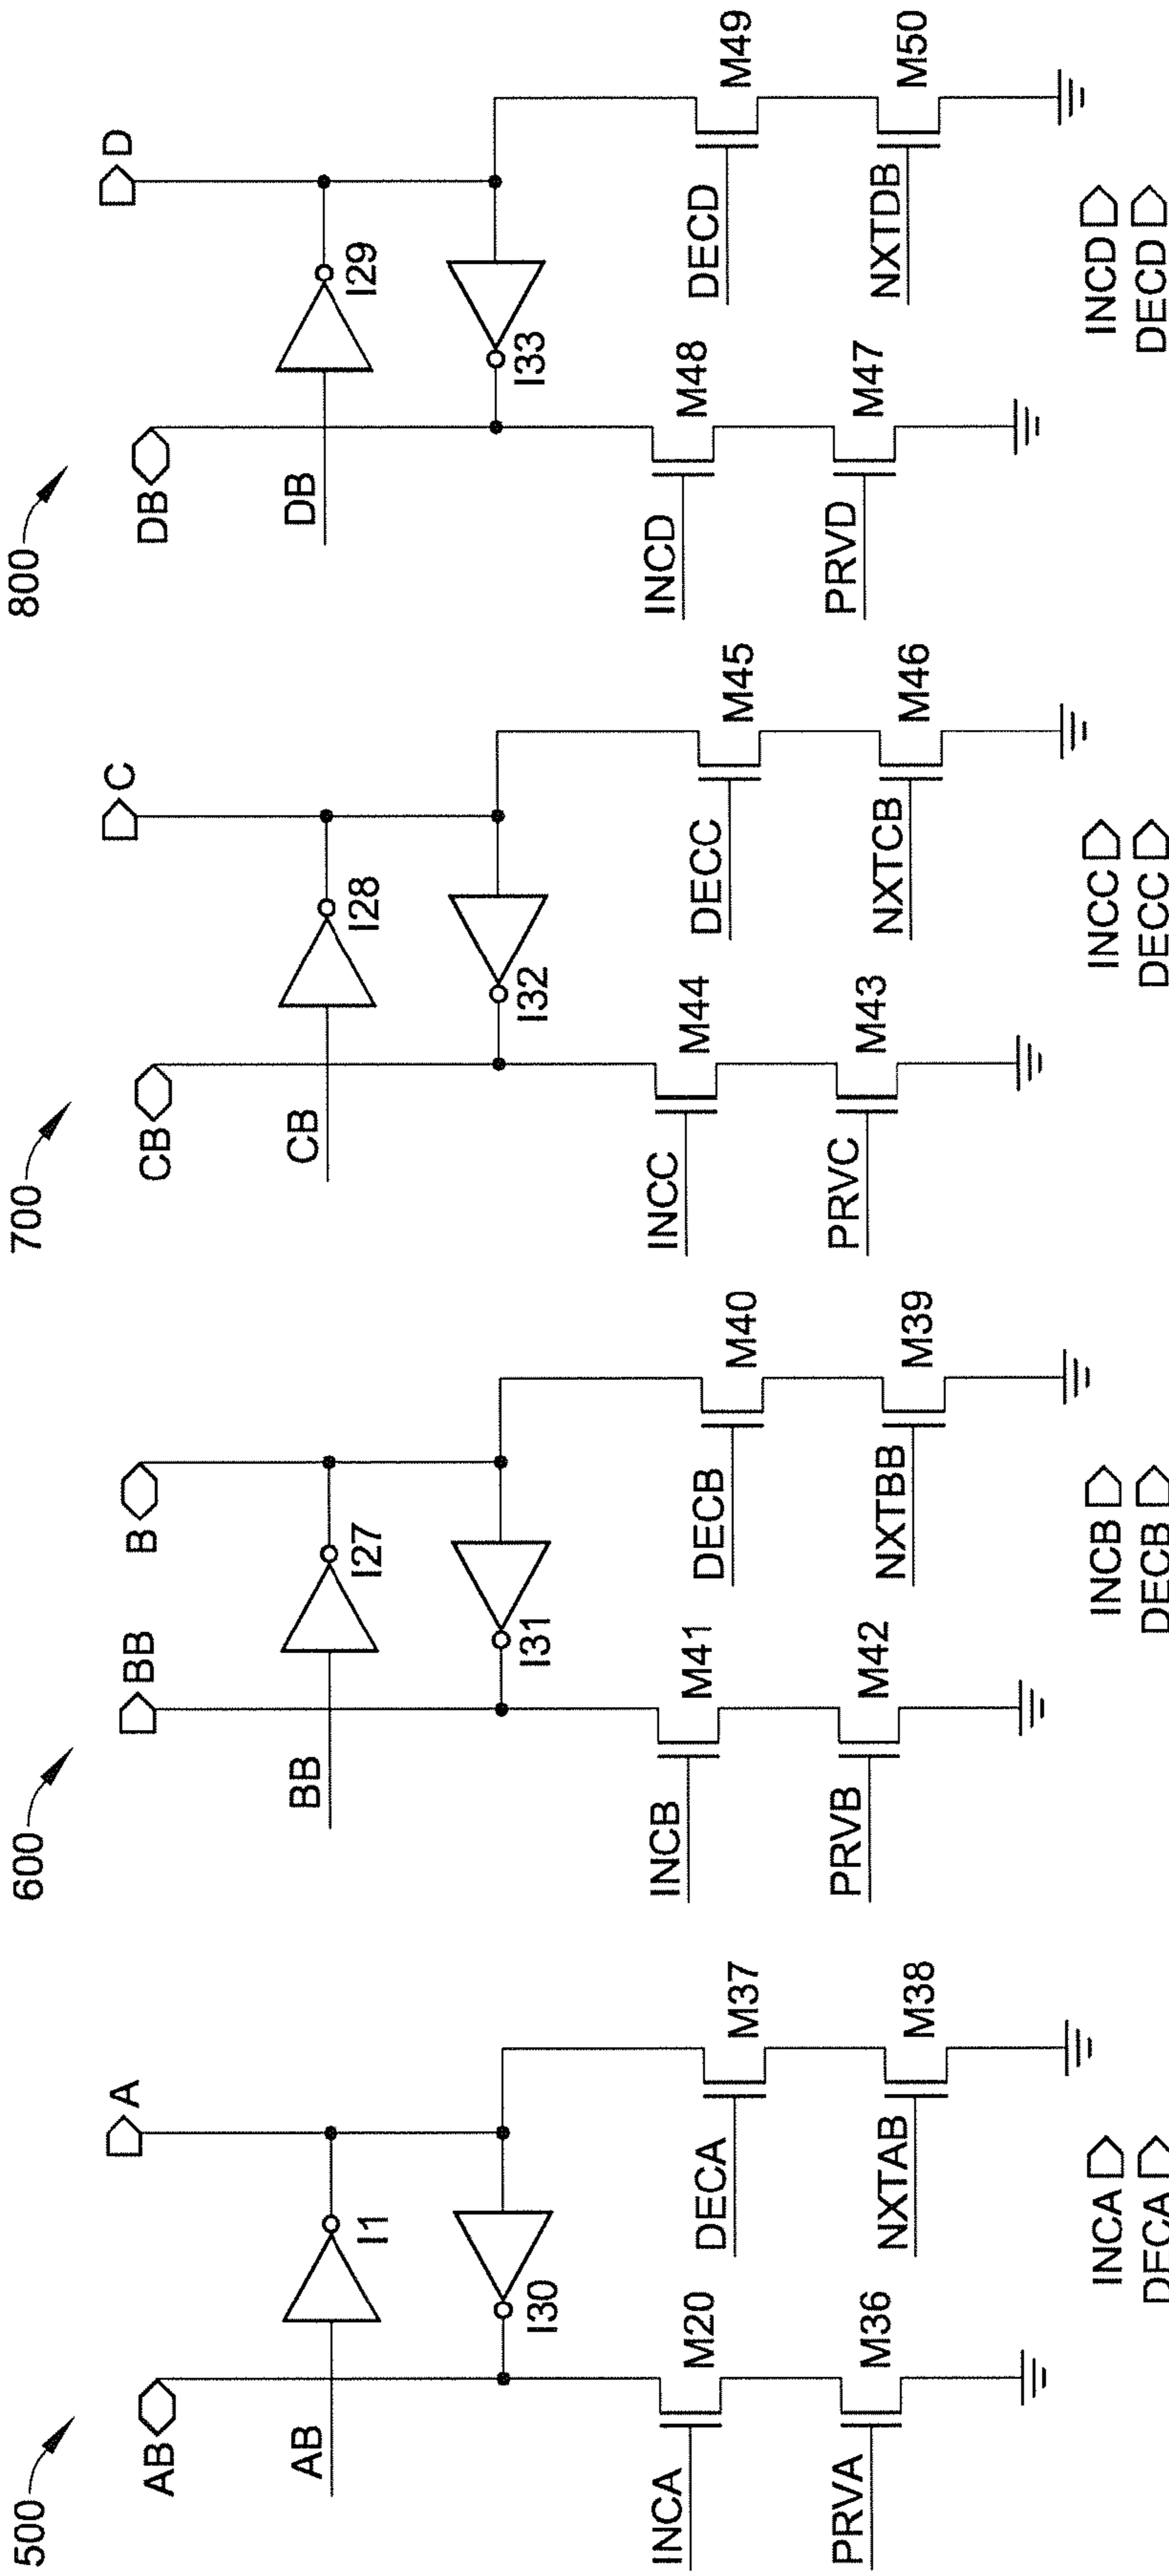 500
AB
A
AB
I1
I30
INCA
M20
DECA
M37
PRVA
M36
NXTAB
M38
INCA
DECA
600
BB
B
BB
I27
I31
INCB
M41
DECB
M40
PRVB
M42
NXTBB
M39
INCB
DECB
700
CB
C
CB
I28
I32
INCC
M44
DECC
M45
PRVC
M43
NXTCB
M46
INCC
DECC
800
DB
D
DB
I29
I33
INCD
M48
DECD
M49
PRVD
M47
NXTDB
M50
INCD
DECD